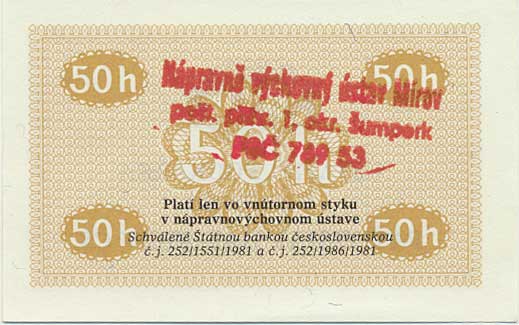 50 h 50 h
Nápravně výchovný ústav Mírov
pošt. přihr. 1, okr. Šumperk
PSČ 789 53
50 h
Platí len vo vnútornom styku
v nápravnovýchovnom ústave
Schválené Štátnou bankou československou
č. j. 252/1551/1981 a č. j. 252/1986/1981
50 h 50 h